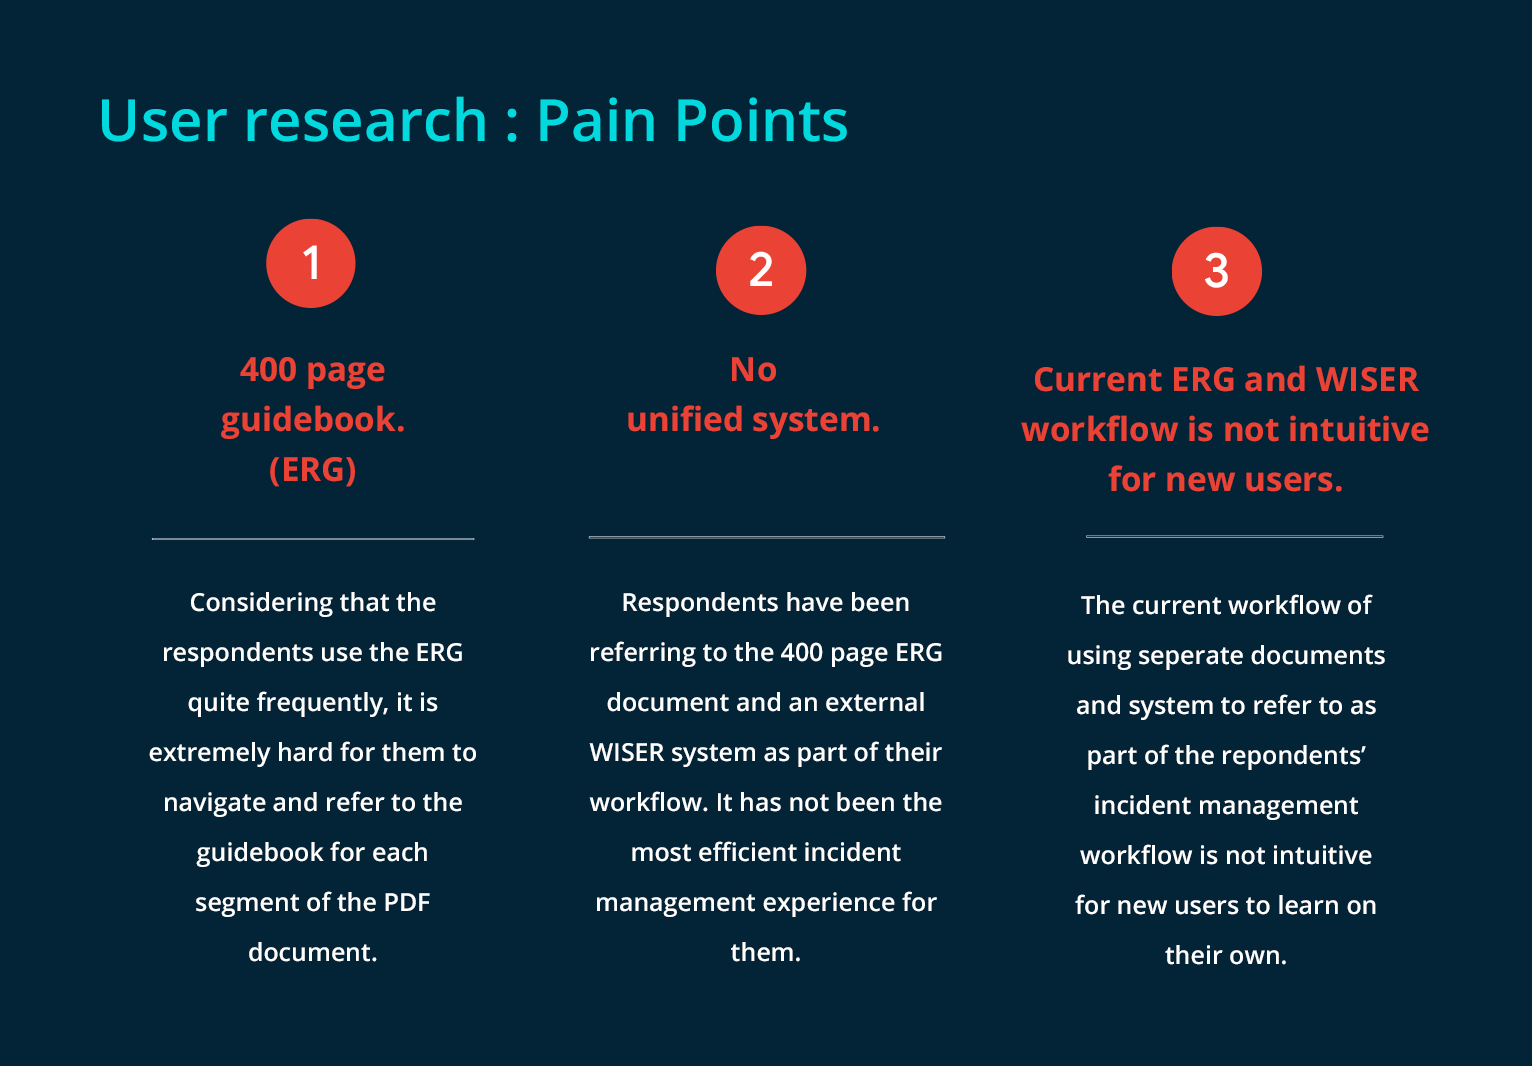 User research : Pain Points
1
400 page
guidebook.
(ERG)
Considering that the
respondents use the ERG
quite frequently, it is
extremely hard for them to
navigate and refer to the
guidebook for each
segment of the PDF
document.
2
No
unified system.
Respondents have been
referring to the 400 page ERG
document and an external
WISER system as part of their
workflow. It has not been the
most efficient incident
management experience for
them.
3
Current ERG and WISER
workflow is not intuitive
for new users.
The current workflow of
using seperate documents
and system to refer to as
part of the repondents’
incident management
workflow is not intuitive
for new users to learn on
their own.